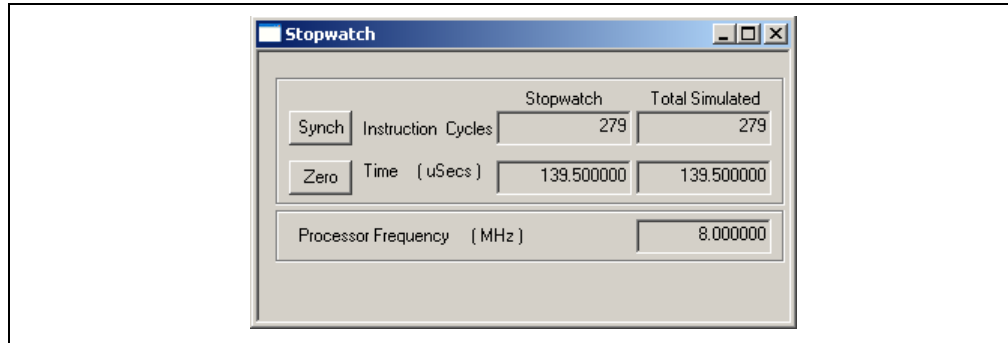 Stopwatch
Stopwatch Total Simulated
Synch Instruction Cycles 279 279
Zero Time ( uSecs ) 139.500000 139.500000
Processor Frequency ( MHz ) 8.000000